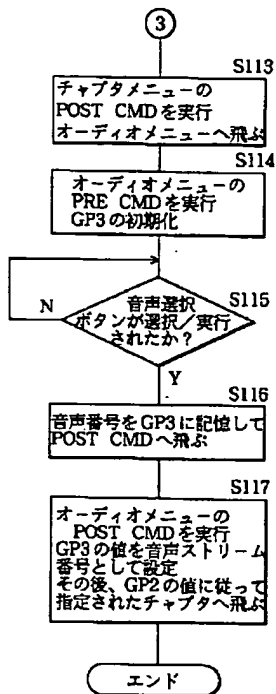 3
S113
チャプタメニューの
POST CMDを実行
オーディオメニューへ飛ぶ
S114
オーディオメニューの
PRE CMDを実行
GP3の初期化
S115
音声選択
ボタンが選択/実行
されたか?
N
Y
S116
音声番号をGP3に記憶して
POST CMDへ飛ぶ
S117
オーディオメニューの
POST CMDを実行
GP3の値を音声ストリーム
番号として設定
その後、GP2の値に従って
指定されたチャプタへ飛ぶ
エンド